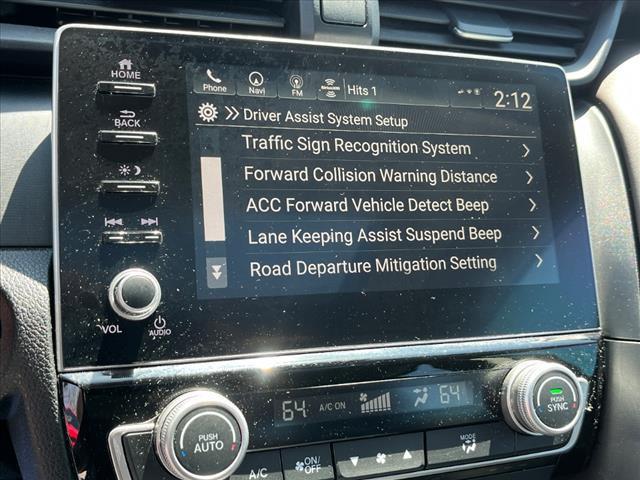 HOME
BACK
VOL
AUDIO
Phone Navi FM SiriusXM Hits 1 2:12
Driver Assist System Setup
Traffic Sign Recognition System
Forward Collision Warning Distance
ACC Forward Vehicle Detect Beep
Lane Keeping Assist Suspend Beep
Road Departure Mitigation Setting
64 A/C ON 64
PUSH
AUTO
PUSH
SYNC
A/C
ON/
OFF
MODE